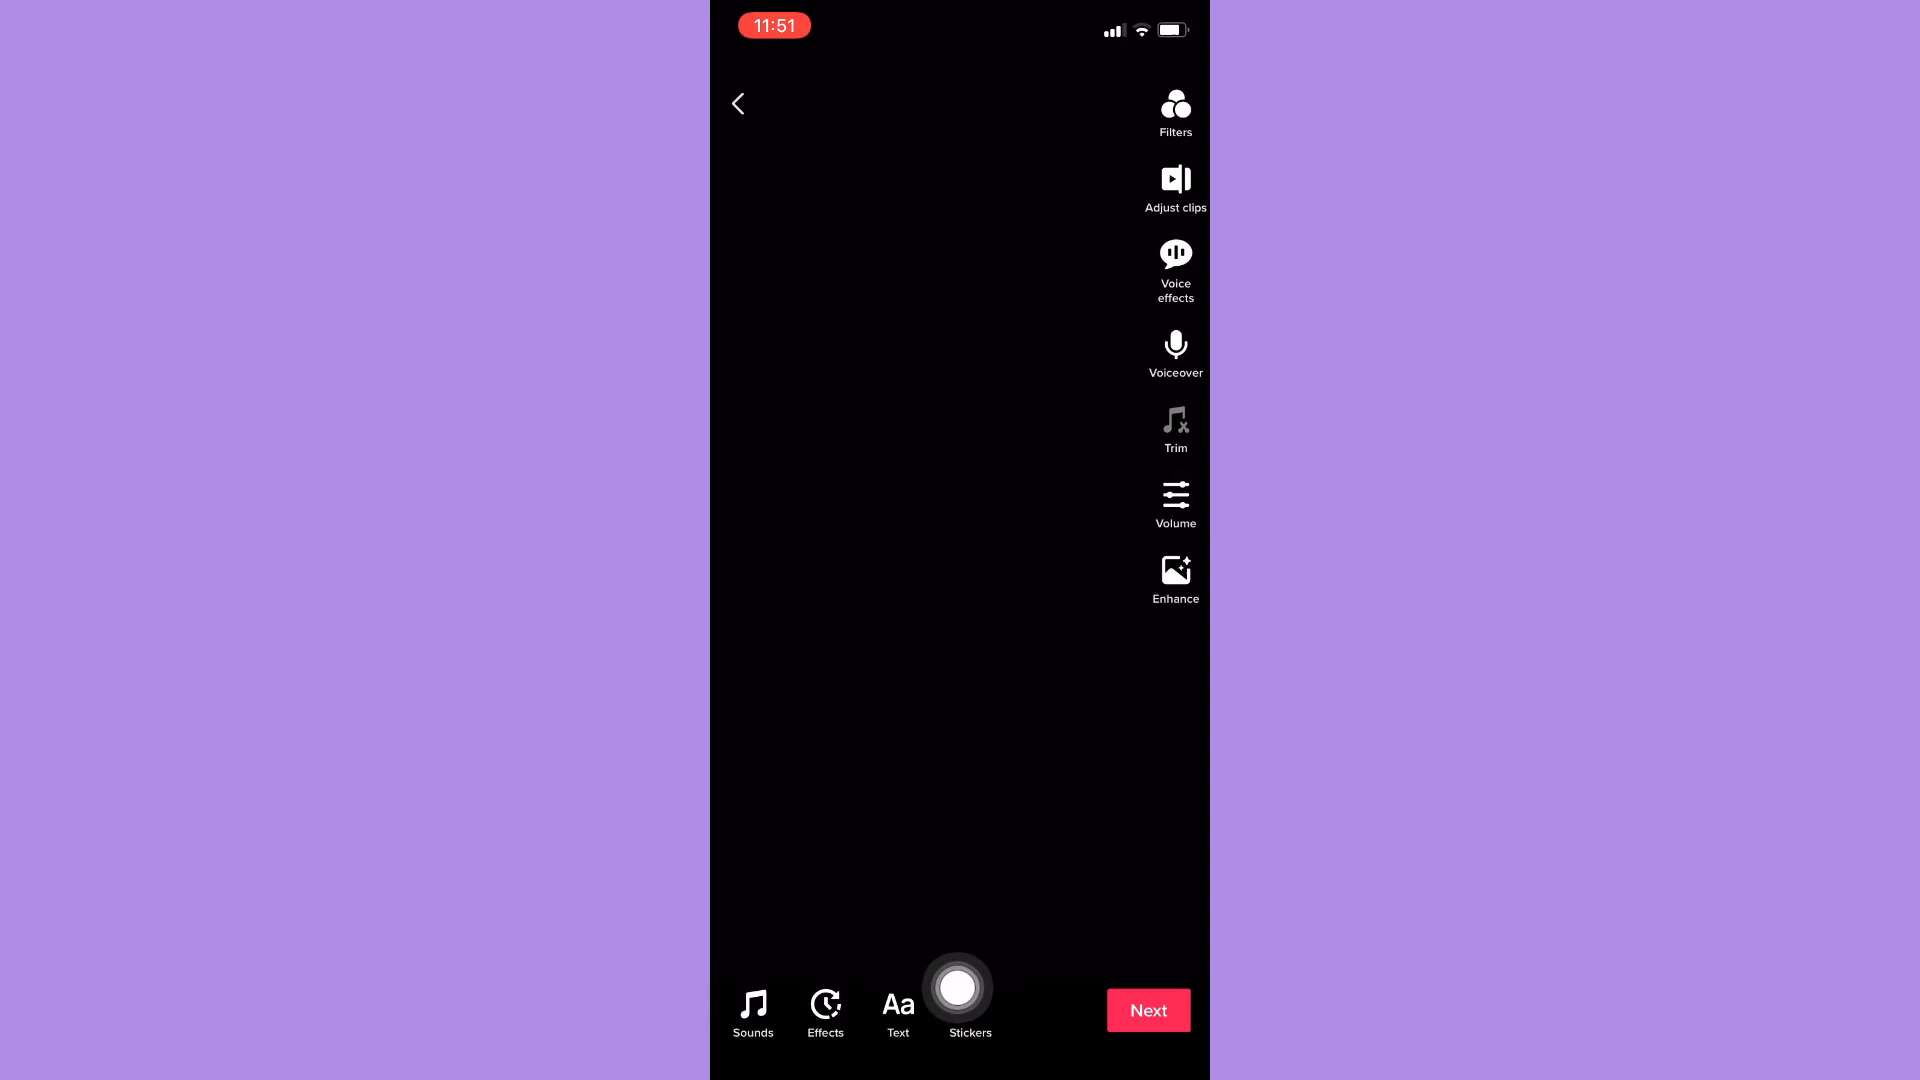 11:51
Filters
Adjust clips
Voice
effects
Voiceover
Trim
Volume
Enhance
Sounds
Effects
Aa
Text
Stickers
Next